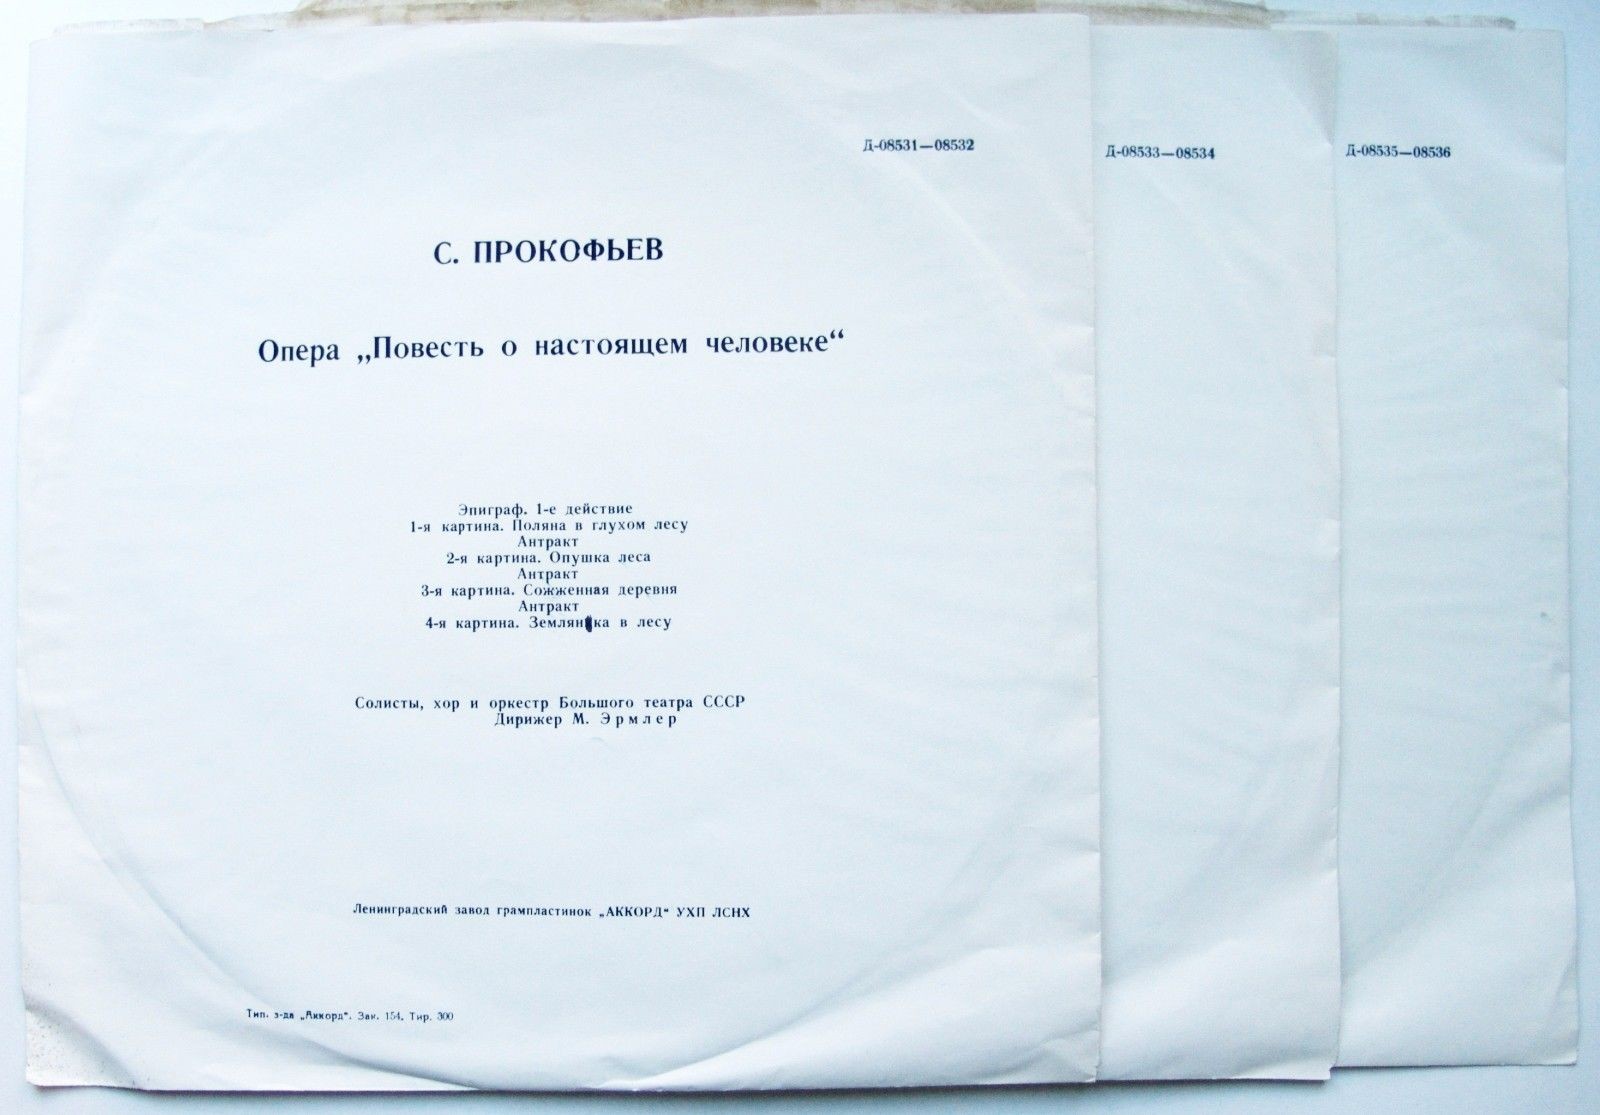 Д-08531—08532
Д-08533—08534
Д-08535—08536
С. ПРОКОФЬЕВ
Опера „Повесть о настоящем человеке“
Эпиграф. 1-е действие
1-я картина. Поляна в глухом лесу
Антракт
2-я картина. Опушка леса
Антракт
3-я картина. Сожженная деревня
Антракт
4-я картина. Землянка в лесу
Солисты, хор и оркестр Большого театра СССР
Дирижер М. Эрмлер
Ленинградский завод грампластинок „АККОРД“ УХП ЛСНХ
Тип. з-да „Аккорд“. Зак. 154. Тир. 300